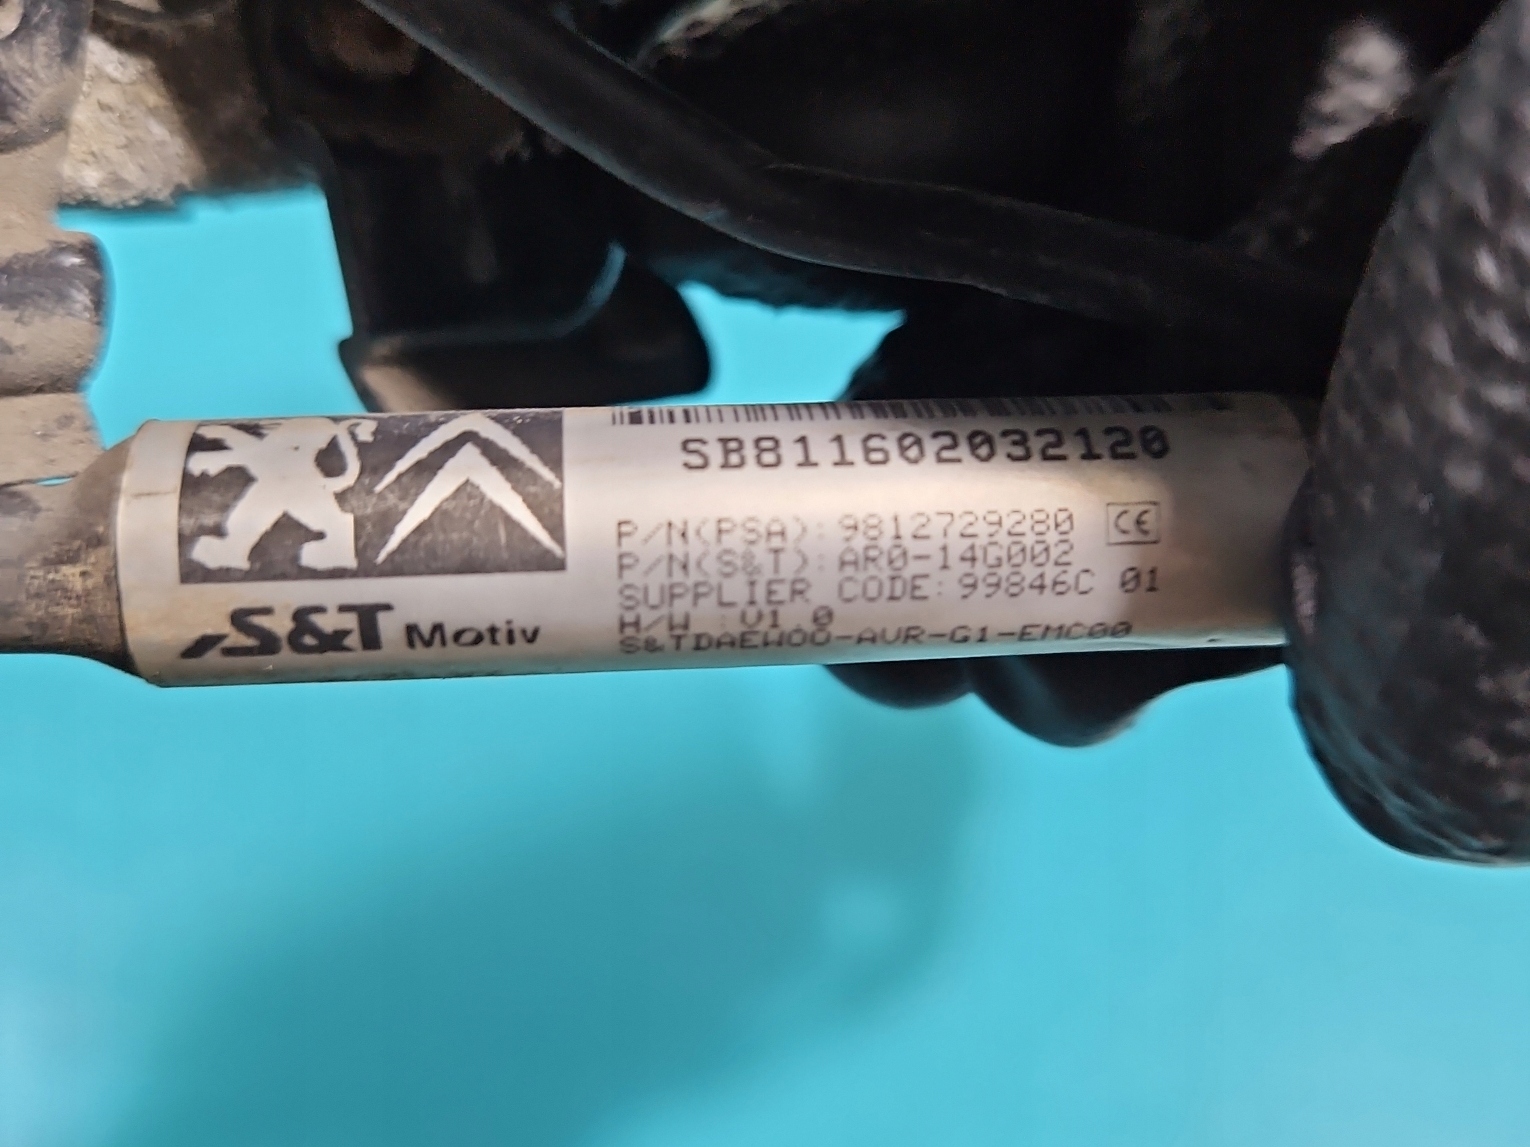 SB811602032120
P/N(PSA): 9812729280 CE
P/N(S&T): AR0-14G002
SUPPLIER CODE: 99846C 01
H/W : V1.0
S&TDAEWOO-AVR-G1-EMC00
S&T Motiv